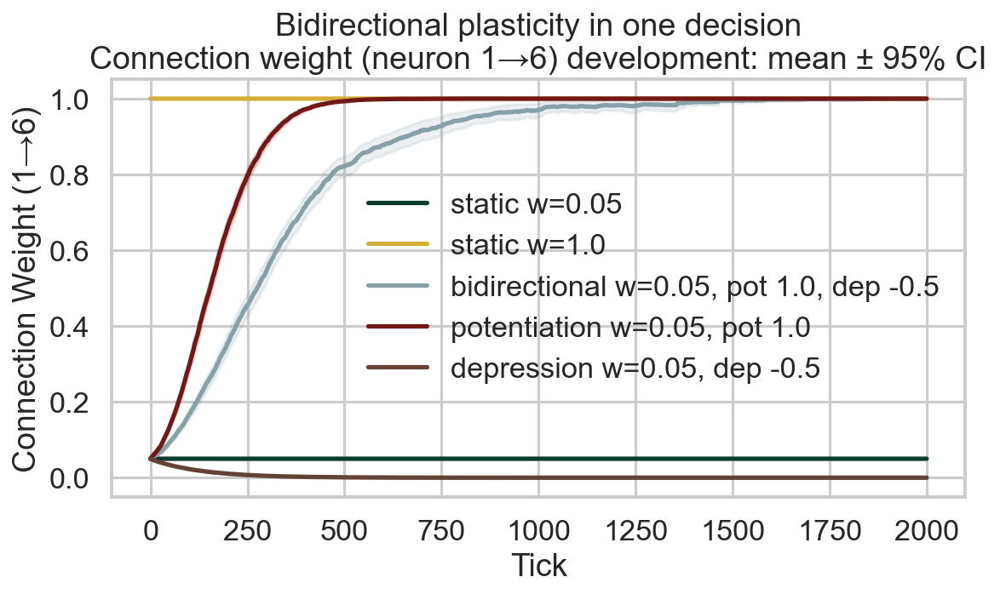 Bidirectional plasticity in one decision
Connection weight (neuron 1→6) development: mean ± 95% CI
Connection Weight (1→6)
1.0
0.8
0.6
0.4
0.2
0.0
static w=0.05
static w=1.0
bidirectional w=0.05, pot 1.0, dep -0.5
potentiation w=0.05, pot 1.0
depression w=0.05, dep -0.5
0 250 500 750 1000 1250 1500 1750 2000
Tick